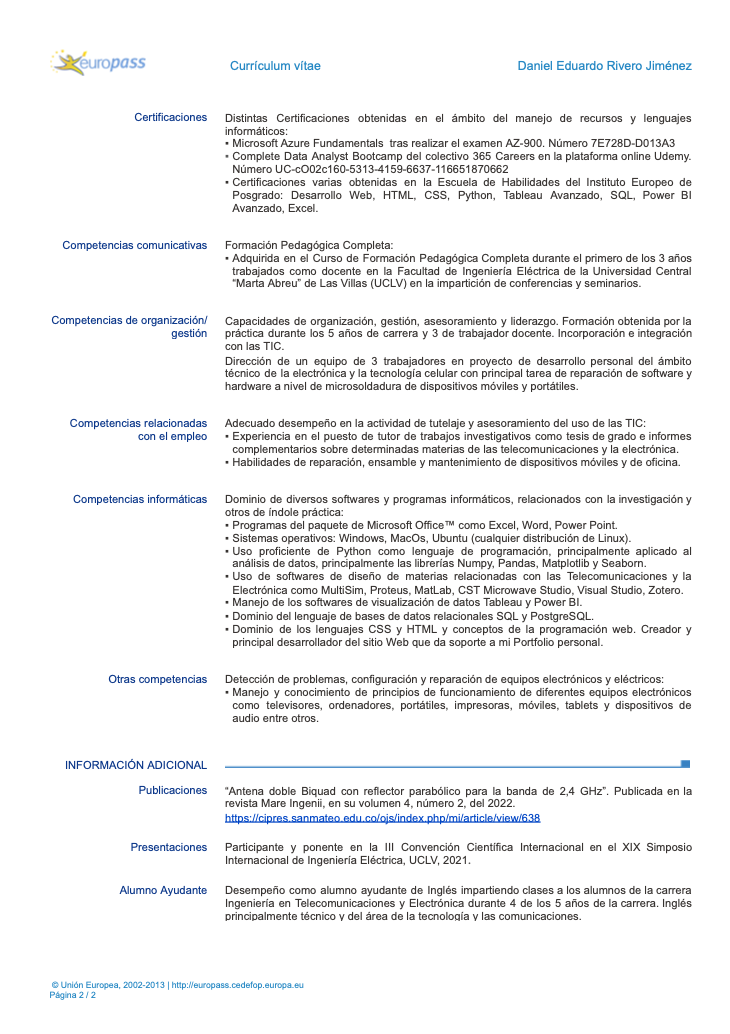 europass
Currículum vítae
Daniel Eduardo Rivero Jiménez
Certificaciones
Distintas Certificaciones obtenidas en el ámbito del manejo de recursos y lenguajes
informáticos:
▪ Microsoft Azure Fundamentals tras realizar el examen AZ-900. Número 7E728D-D013A3
▪ Complete Data Analyst Bootcamp del colectivo 365 Careers en la plataforma online Udemy.
Número UC-cO02c160-5313-4159-6637-116651870662
▪ Certificaciones varias obtenidas en la Escuela de Habilidades del Instituto Europeo de
Posgrado: Desarrollo Web, HTML, CSS, Python, Tableau Avanzado, SQL, Power BI
Avanzado, Excel.
Competencias comunicativas
Formación Pedagógica Completa:
▪ Adquirida en el Curso de Formación Pedagógica Completa durante el primero de los 3 años
trabajados como docente en la Facultad de Ingeniería Eléctrica de la Universidad Central
“Marta Abreu” de Las Villas (UCLV) en la impartición de conferencias y seminarios.
Competencias de organización/
gestión
Capacidades de organización, gestión, asesoramiento y liderazgo. Formación obtenida por la
práctica durante los 5 años de carrera y 3 de trabajador docente. Incorporación e integración
con las TIC.
Dirección de un equipo de 3 trabajadores en proyecto de desarrollo personal del ámbito
técnico de la electrónica y la tecnología celular con principal tarea de reparación de software y
hardware a nivel de microsoldadura de dispositivos móviles y portátiles.
Competencias relacionadas
con el empleo
Adecuado desempeño en la actividad de tutelaje y asesoramiento del uso de las TIC:
▪ Experiencia en el puesto de tutor de trabajos investigativos como tesis de grado e informes
complementarios sobre determinadas materias de las telecomunicaciones y la electrónica.
▪ Habilidades de reparación, ensamble y mantenimiento de dispositivos móviles y de oficina.
Competencias informáticas
Dominio de diversos softwares y programas informáticos, relacionados con la investigación y
otros de índole práctica:
▪ Programas del paquete de Microsoft Office™ como Excel, Word, Power Point.
▪ Sistemas operativos: Windows, MacOs, Ubuntu (cualquier distribución de Linux).
▪ Uso proficiente de Python como lenguaje de programación, principalmente aplicado al
análisis de datos, principalmente las librerías Numpy, Pandas, Matplotlib y Seaborn.
▪ Uso de softwares de diseño de materias relacionadas con las Telecomunicaciones y la
Electrónica como MultiSim, Proteus, MatLab, CST Microwave Studio, Visual Studio, Zotero.
▪ Manejo de los softwares de visualización de datos Tableau y Power BI.
▪ Dominio del lenguaje de bases de datos relacionales SQL y PostgreSQL.
▪ Dominio de los lenguajes CSS y HTML y conceptos de la programación web. Creador y
principal desarrollador del sitio Web que da soporte a mi Portfolio personal.
Otras competencias
Detección de problemas, configuración y reparación de equipos electrónicos y eléctricos:
▪ Manejo y conocimiento de principios de funcionamiento de diferentes equipos electrónicos
como televisores, ordenadores, portátiles, impresoras, móviles, tablets y dispositivos de
audio entre otros.
INFORMACIÓN ADICIONAL
Publicaciones
“Antena doble Biquad con reflector parabólico para la banda de 2,4 GHz”. Publicada en la
revista Mare Ingenii, en su volumen 4, número 2, del 2022.
https://cipres.sanmateo.edu.co/ojs/index.php/mi/article/view/638
Presentaciones
Participante y ponente en la III Convención Científica Internacional en el XIX Simposio
Internacional de Ingeniería Eléctrica, UCLV, 2021.
Alumno Ayudante
Desempeño como alumno ayudante de Inglés impartiendo clases a los alumnos de la carrera
Ingeniería en Telecomunicaciones y Electrónica durante 4 de los 5 años de la carrera. Inglés
principalmente técnico y del área de la tecnología y las comunicaciones.
© Unión Europea, 2002-2013 | http://europass.cedefop.europa.eu
Página 2 / 2